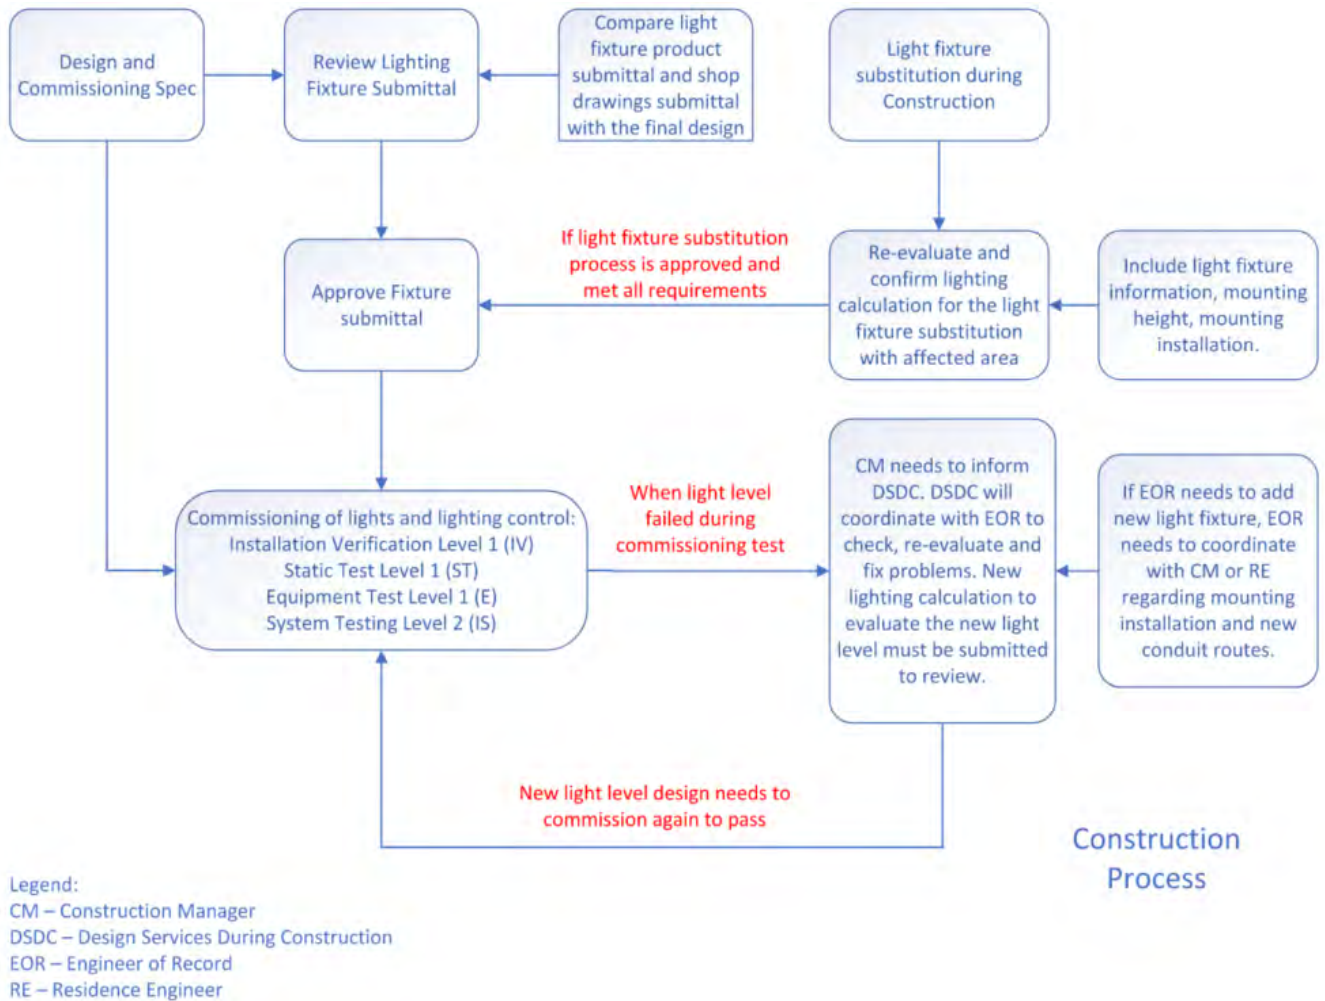 Design and
Commissioning Spec
Review Lighting
Fixture Submittal
Compare light
fixture product
submittal and shop
drawings submittal
with the final design
Light fixture
substitution during
Construction
Approve Fixture
submittal
If light fixture substitution
process is approved and
met all requirements
Re-evaluate and
confirm lighting
calculation for the light
fixture substitution
with affected area
Include light fixture
information, mounting
height, mounting
installation.
Commissioning of lights and lighting control:
Installation Verification Level 1 (IV)
Static Test Level 1 (ST)
Equipment Test Level 1 (E)
System Testing Level 2 (IS)
When light level
failed during
commissioning test
CM needs to inform
DSDC. DSDC will
coordinate with EOR to
check, re-evaluate and
fix problems. New
lighting calculation to
evaluate the new light
level must be submitted
to review.
If EOR needs to add
new light fixture, EOR
needs to coordinate
with CM or RE
regarding mounting
installation and new
conduit routes.
New light level design needs to
commission again to pass
Construction
Process
Legend:
CM – Construction Manager
DSDC – Design Services During Construction
EOR – Engineer of Record
RE – Residence Engineer